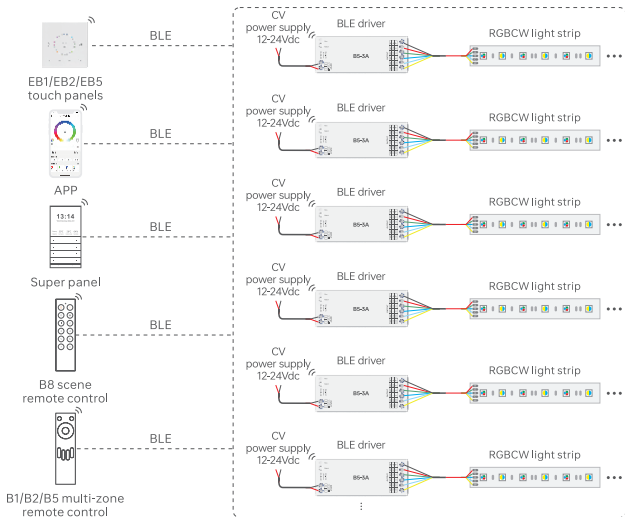 BLE
EB1/EB2/EB5
touch panels
BLE
APP
13:14
BLE
Super panel
BLE
B8 scene
remote control
BLE
B1/B2/B5 multi-zone
remote control
CV
power supply
12-24Vdc
BLE driver
B5-3A
RGBCW light strip
CV
power supply
12-24Vdc
BLE driver
B5-3A
RGBCW light strip
CV
power supply
12-24Vdc
BLE driver
B5-3A
RGBCW light strip
CV
power supply
12-24Vdc
BLE driver
B5-3A
RGBCW light strip
CV
power supply
12-24Vdc
BLE driver
B5-3A
RGBCW light strip
CV
power supply
12-24Vdc
BLE driver
B5-3A
RGBCW light strip